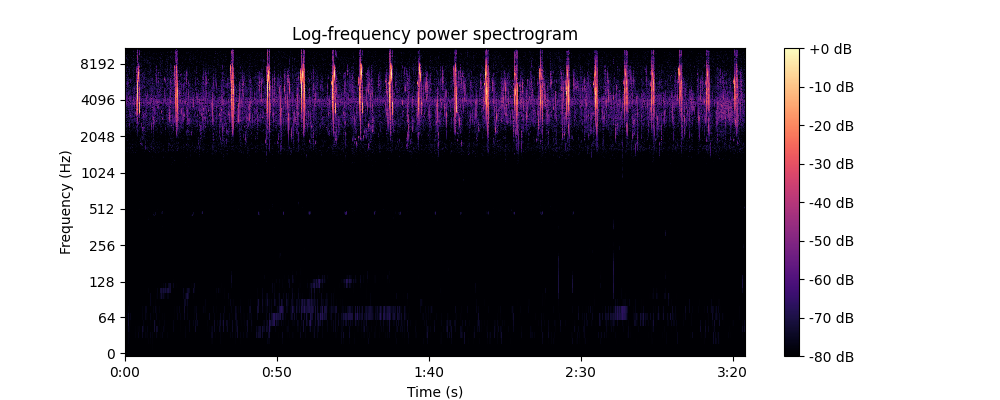 Log-frequency power spectrogram
Frequency (Hz)
8192
4096
2048
1024
512
256
128
64
0
0:00
0:50
1:40
2:30
3:20
Time (s)
+0 dB
-10 dB
-20 dB
-30 dB
-40 dB
-50 dB
-60 dB
-70 dB
-80 dB